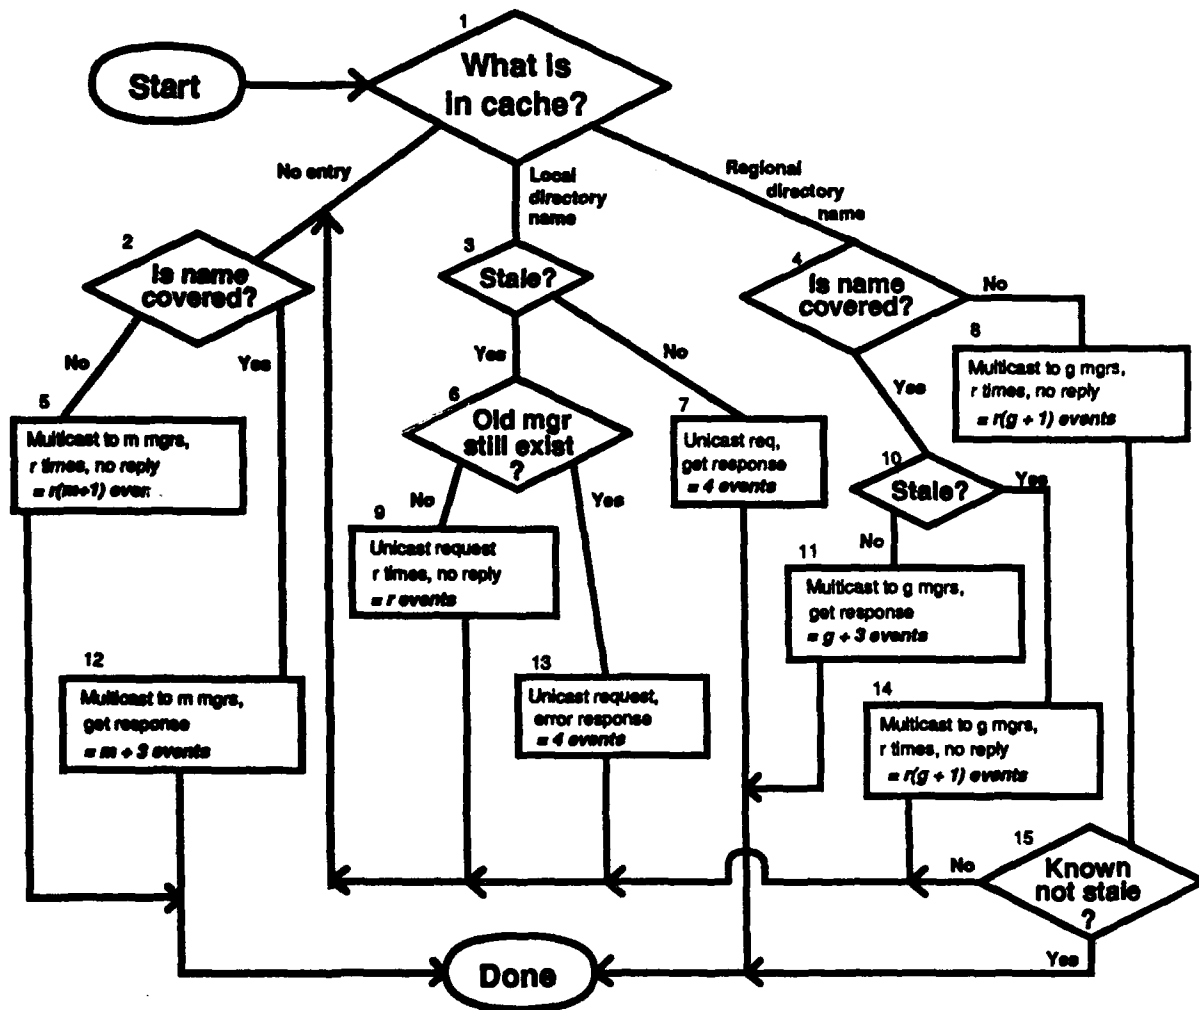 1
What is
in cache?
Start
No entry
Local
directory
name
Regional
directory
name
2
Is name
covered?
No
Yes
3
Stale?
Yes
No
4
Is name
covered?
No
Yes
5
Multicast to m mgrs,
r times, no reply
= r(m+1) even
6
Old mgr
still exist
?
No
Yes
7
Unicast req,
get response
= 4 events
8
Multicast to g mgrs,
r times, no reply
= r(g + 1) events
9
Unicast request
r times, no reply
= r events
10
Stale?
Yes
No
11
Multicast to g mgrs,
get response
= g + 3 events
12
Multicast to m mgrs,
get response
= m + 3 events
13
Unicast request,
error response
= 4 events
14
Multicast to g mgrs,
r times, no reply
= r(g + 1) events
15
Known
not stale
?
No
Yes
Done